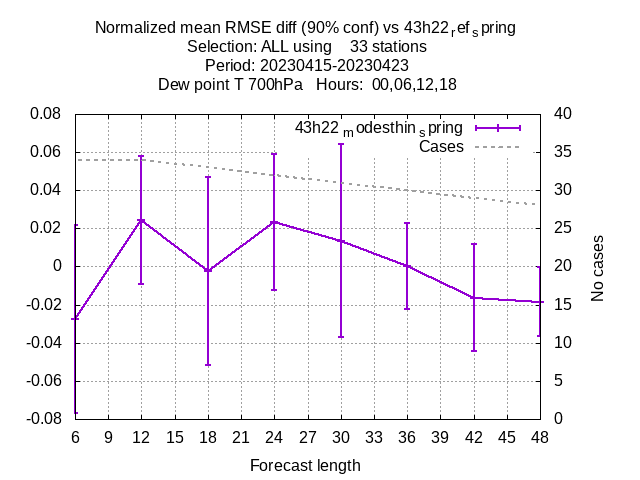 Normalized mean RMSE diff (90% conf) vs 43h22refspring
Selection: ALL using 33 stations
Period: 20230415-20230423
Dew point T 700hPa Hours: 00,06,12,18
43h22modesthinspring
Cases
0.08
0.06
0.04
0.02
0
-0.02
-0.04
-0.06
-0.08
40
35
30
25
20
15
10
5
0
No cases
6 9 12 15 18 21 24 27 30 33 36 39 42 45 48
Forecast length